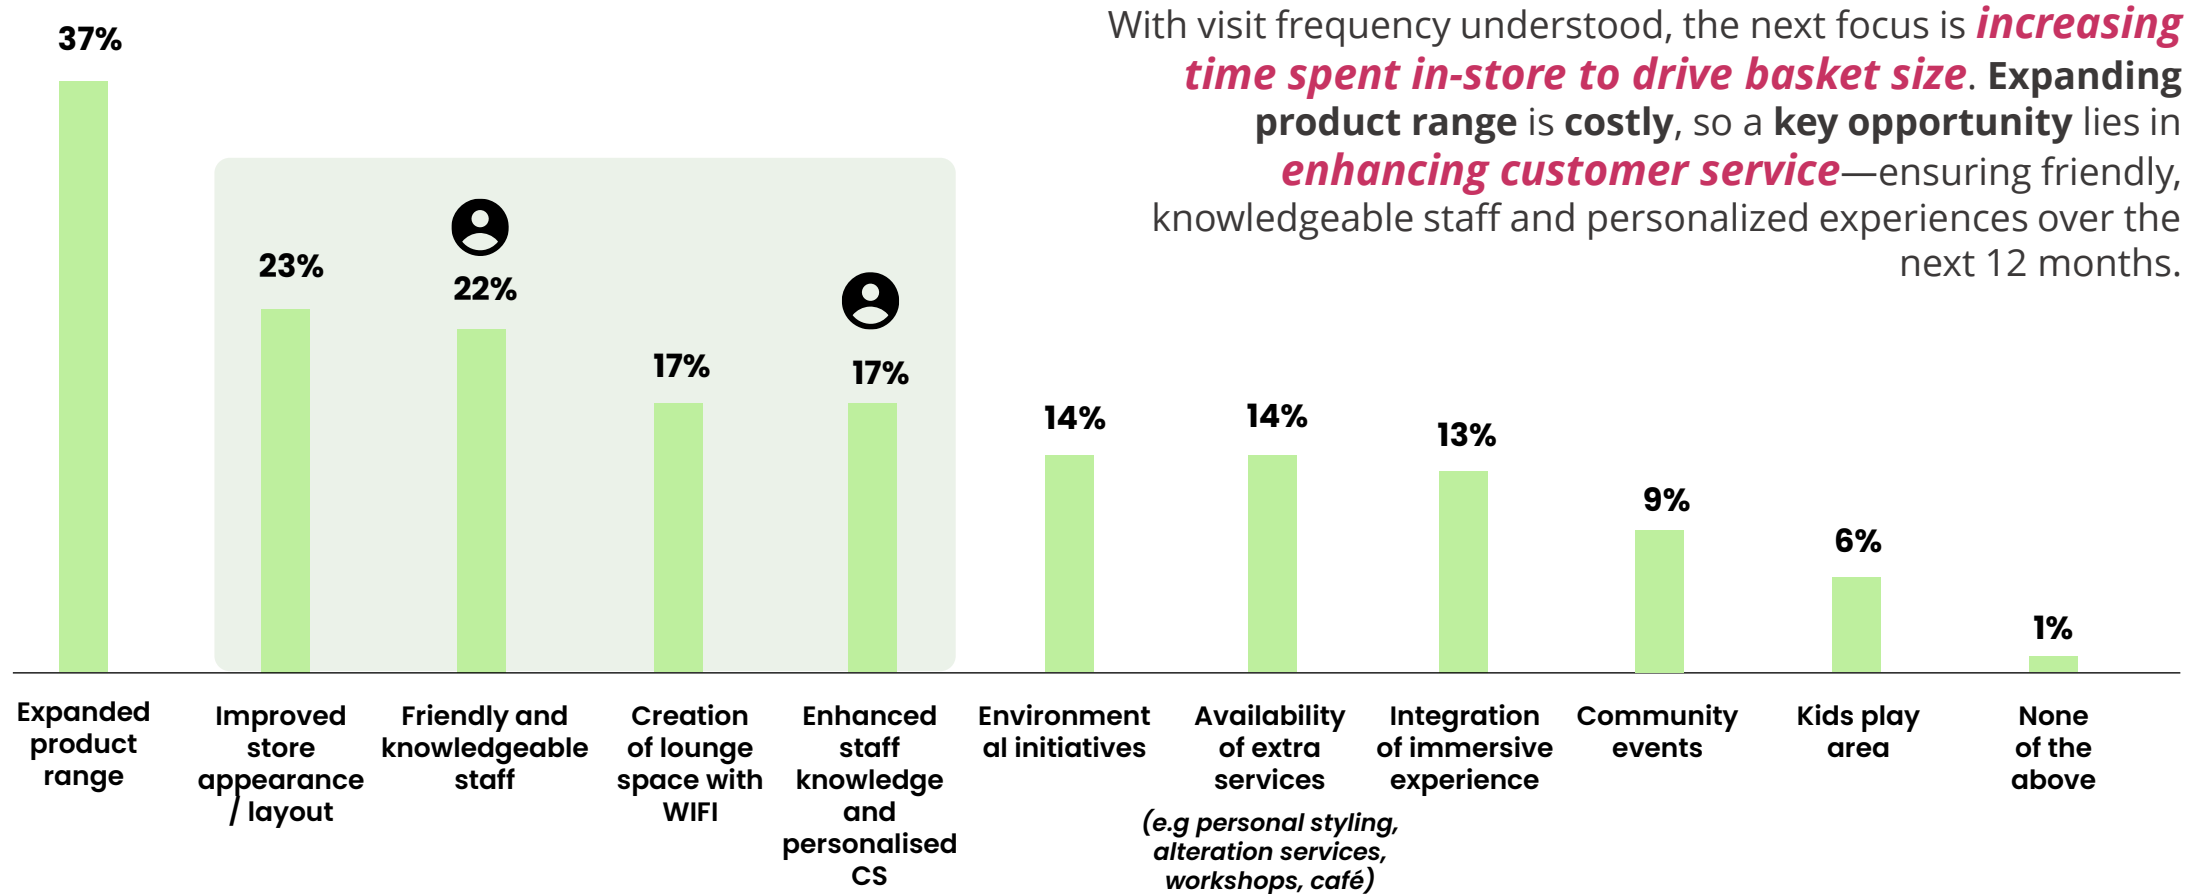 With visit frequency understood, the next focus is increasing
time spent in-store to drive basket size. Expanding
product range is costly, so a key opportunity lies in
enhancing customer service—ensuring friendly,
knowledgeable staff and personalized experiences over the
next 12 months.
37%
23%
22%
17%
17%
14%
14%
13%
9%
6%
1%
Expanded
product
range
Improved
store
appearance
/ layout
Friendly and
knowledgeable
staff
Creation
of lounge
space with
WIFI
Enhanced
staff
knowledge
and
personalised
CS
Environment
al initiatives
Availability
of extra
services
(e.g personal styling,
alteration services,
workshops, café)
Integration
of immersive
experience
Community
events
Kids play
area
None
of the
above